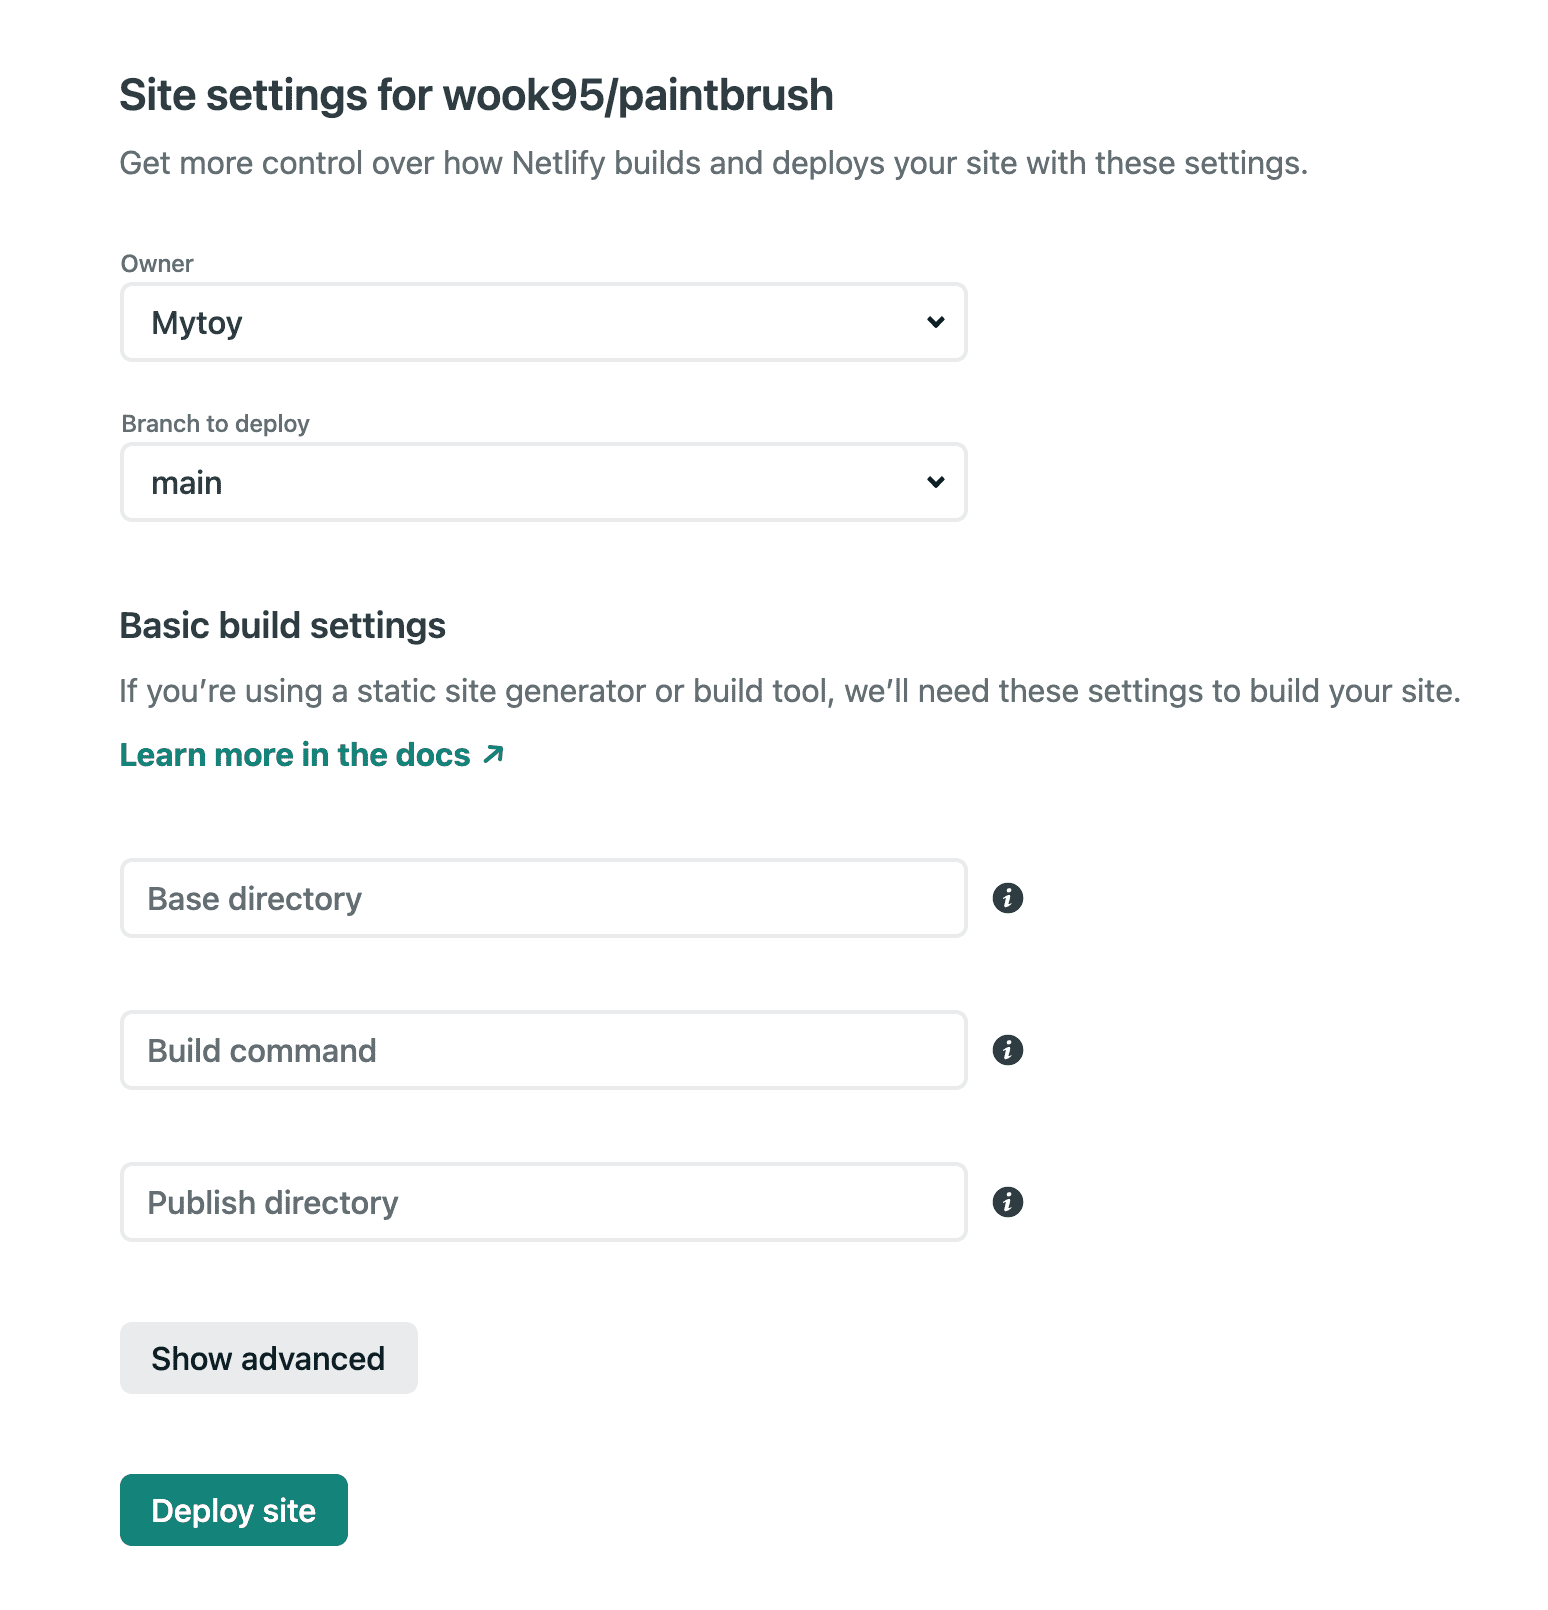 Site settings for wook95/paintbrush
Get more control over how Netlify builds and deploys your site with these settings.
Owner
Mytoy
Branch to deploy
main
Basic build settings
If you’re using a static site generator or build tool, we’ll need these settings to build your site.
Learn more in the docs ↗
Base directory
Build command
Publish directory
Show advanced
Deploy site